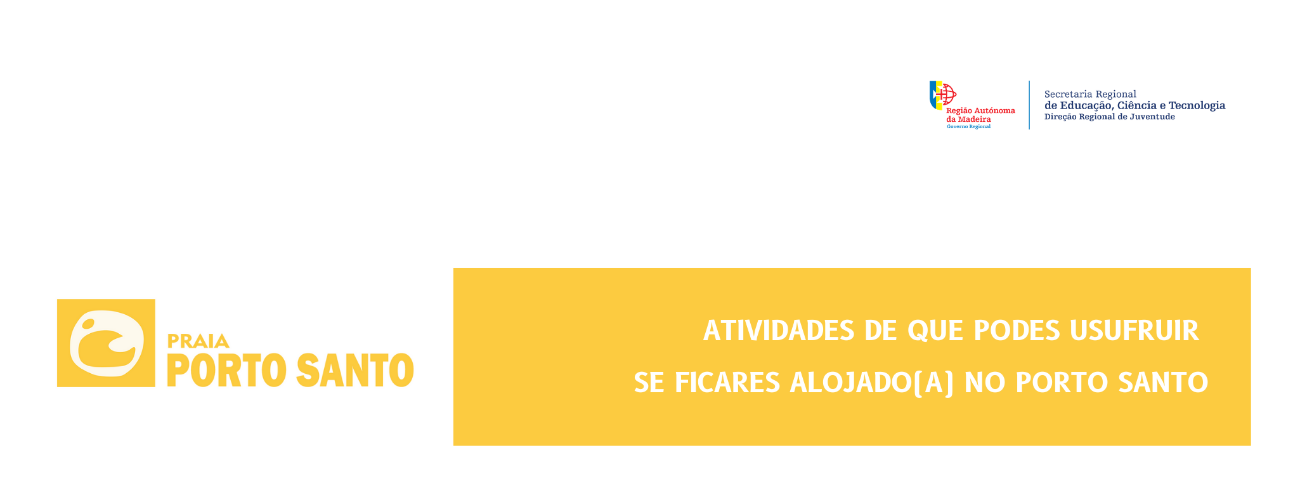 Região Autónoma
da Madeira
Governo Regional
Secretaria Regional
de Educação, Ciência e Tecnologia
Direção Regional de Juventude
PRAIA
PORTO SANTO
ATIVIDADES DE QUE PODES USUFRUIR
SE FICARES ALOJADO(A) NO PORTO SANTO